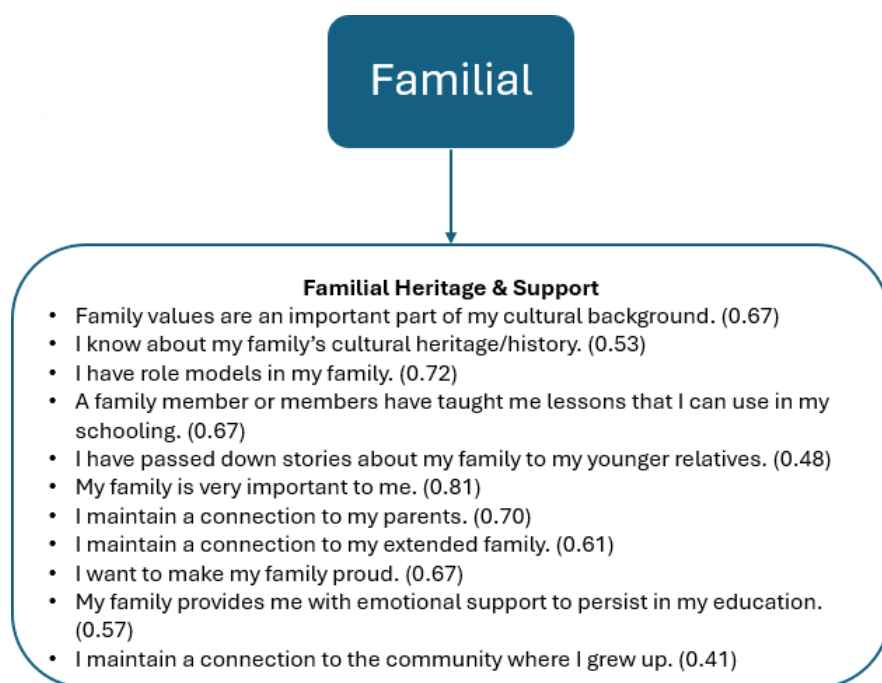 Familial
Familial Heritage & Support
• Family values are an important part of my cultural background. (0.67)
• I know about my family’s cultural heritage/history. (0.53)
• I have role models in my family. (0.72)
• A family member or members have taught me lessons that I can use in my
schooling. (0.67)
• I have passed down stories about my family to my younger relatives. (0.48)
• My family is very important to me. (0.81)
• I maintain a connection to my parents. (0.70)
• I maintain a connection to my extended family. (0.61)
• I want to make my family proud. (0.67)
• My family provides me with emotional support to persist in my education.
(0.57)
• I maintain a connection to the community where I grew up. (0.41)